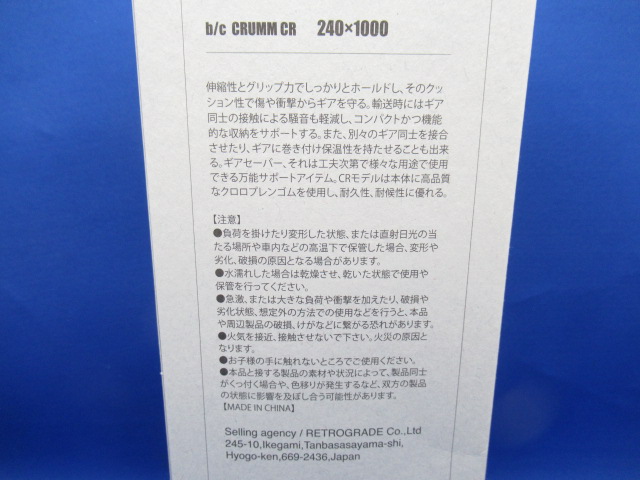 b/c CRUMM CR 240×1000
伸縮性とグリップ力でしっかりとホールドし、そのクッ
ション性で傷や衝撃からギアを守る。輸送時にはギア
同士の接触による騒音も軽減し、コンパクトかつ機能
的な収納をサポートする。また、別々のギア同士を接合
させたり、ギアに巻き付け保温性を持たせることも出来
る。ギアセーバー、それは工夫次第で様々な用途で使用
できる万能サポートアイテム。CRモデルは本体に高品質
なクロロプレンゴムを使用し、耐久性、耐候性に優れる。
【注意】
●負荷を掛けたり変形した状態、または直射日光の当
たる場所や車内などの高温下で保管した場合、変形や
劣化、破損の原因となる場合があります。
●水濡れした場合は乾燥させ、乾いた状態で使用や
保管を行ってください。
●急激、または大きな負荷や衝撃を加えたり、破損や
劣化状態、想定外の方法での使用などを行うと、本品
や周辺製品の破損、けがなどに繋がる恐れがあります。
●火気を接近、接触させないで下さい。火災の原因と
なります。
●お子様の手に触れないところでご使用ください。
●本品と接する製品の素材や状況によって、製品同士
がくっ付く場合や、色移りが発生するなど、双方の製品
の状態に影響を及ぼし合う可能性があります。
【MADE IN CHINA】
Selling agency / RETROGRADE Co.,Ltd
245-10,Ikegami,Tanbasasayama-shi,
Hyogo-ken,669-2436,Japan